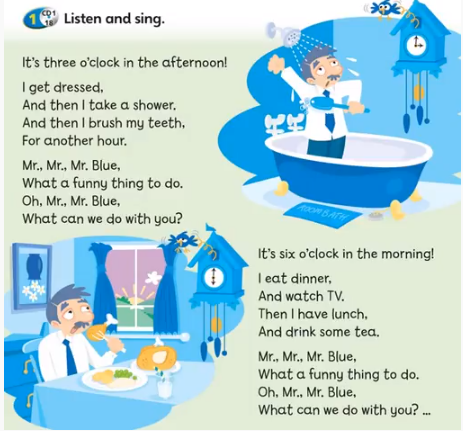 1 CD1 18 Listen and sing.
It's three o'clock in the afternoon!
I get dressed,
And then I take a shower.
And then I brush my teeth,
For another hour.
Mr., Mr., Mr. Blue,
What a funny thing to do.
Oh, Mr., Mr. Blue,
What can we do with you?
It's six o'clock in the morning!
I eat dinner,
And watch TV.
Then I have lunch,
And drink some tea.
Mr., Mr., Mr. Blue,
What a funny thing to do.
Oh, Mr., Mr. Blue,
What can we do with you? ...